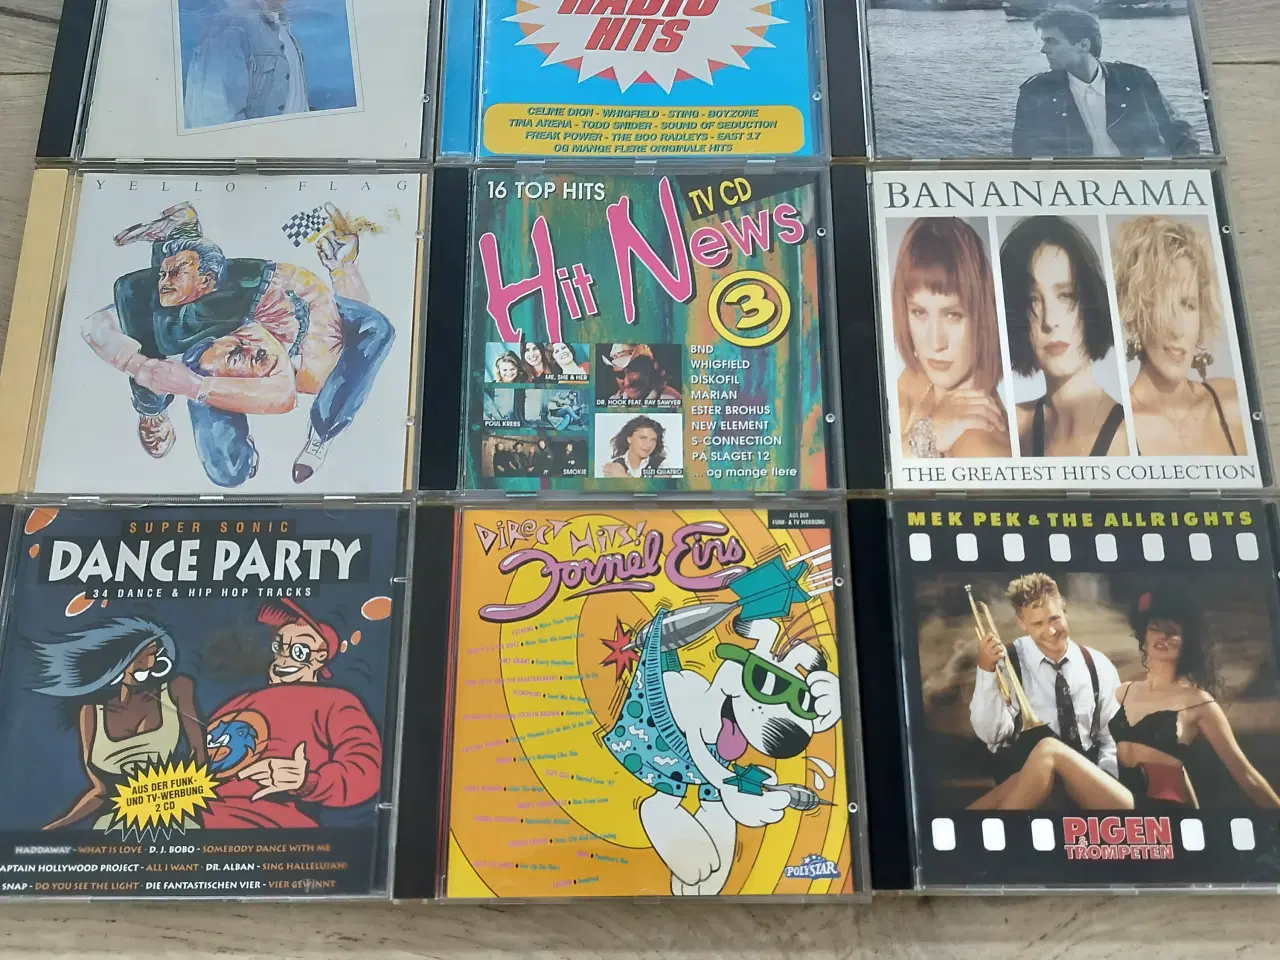 RADIO
HITS
CELINE DION - WHIGFIELD - STING - BOYZONE
TINA ARENA - TODD SNIDER - SOUND OF SEDUCTION
FREAK POWER - THE BOO RADLEYS - EAST 17
OG MANGE FLERE ORIGINALE HITS
YELLO · FLAG
16 TOP HITS
TV CD
Hit News
3
BND
WHIGFIELD
DISKOFIL
MARIAN
ESTER BROHUS
NEW ELEMENT
S-CONNECTION
PÅ SLAGET 12
... og mange flere
ME, SHE & HER
DR. HOOK FEAT. RAY SAWYER
POUL KREBS
SMOKIE
SUZI QUATRO
BANANARAMA
THE GREATEST HITS COLLECTION
SUPER SONIC
DANCE PARTY
34 DANCE & HIP HOP TRACKS
AUS DER FUNK-
UND TV-WERBUNG
2 CD
HADDAWAY - WHAT IS LOVE - D.J. BOBO - SOMEBODY DANCE WITH ME
CAPTAIN HOLLYWOOD PROJECT - ALL I WANT - DR. ALBAN - SING HALLELUJAH
SNAP - DO YOU SEE THE LIGHT - DIE FANTASTISCHEN VIER - VIER GEWINNT
DIRECT HITS!
Formel Eins
AUS DER
FUNK- & TV WERBUNG
POLYSTAR
MEK PEK & THE ALLRIGHTS
PIGEN
& TROMPETEN